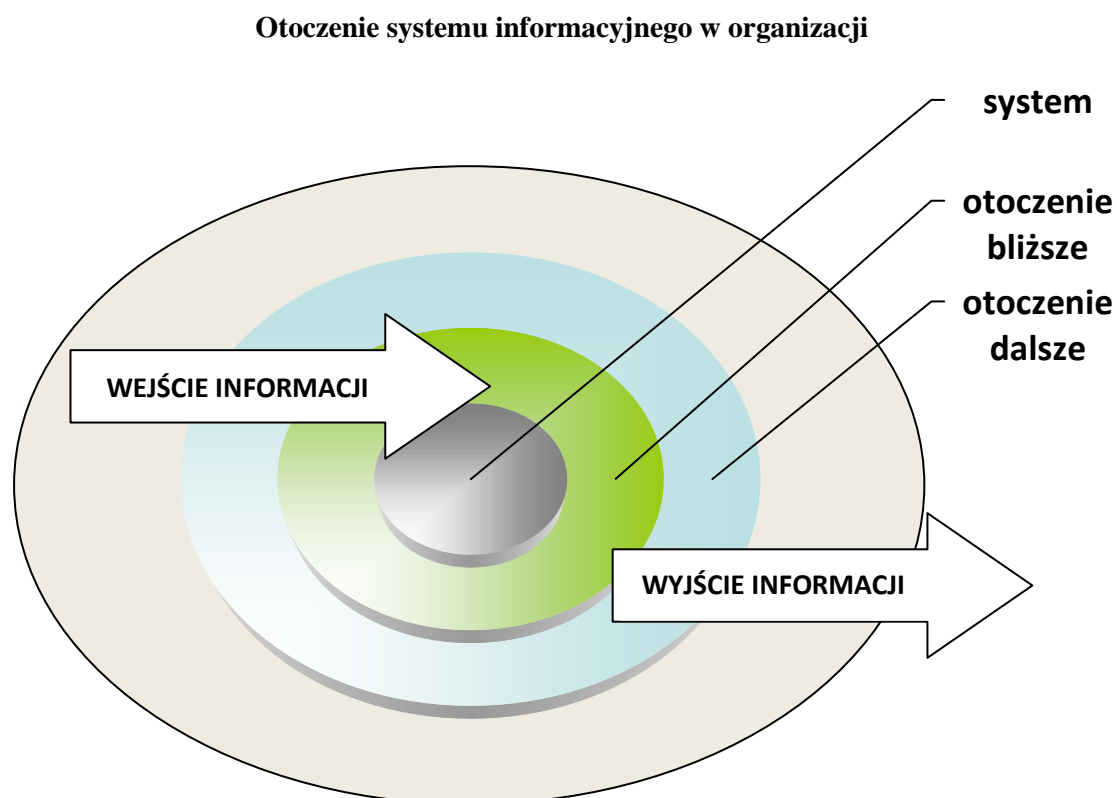 Otoczenie systemu informacyjnego w organizacji
system
otoczenie
bliższe
otoczenie
dalsze
WEJŚCIE INFORMACJI
WYJŚCIE INFORMACJI